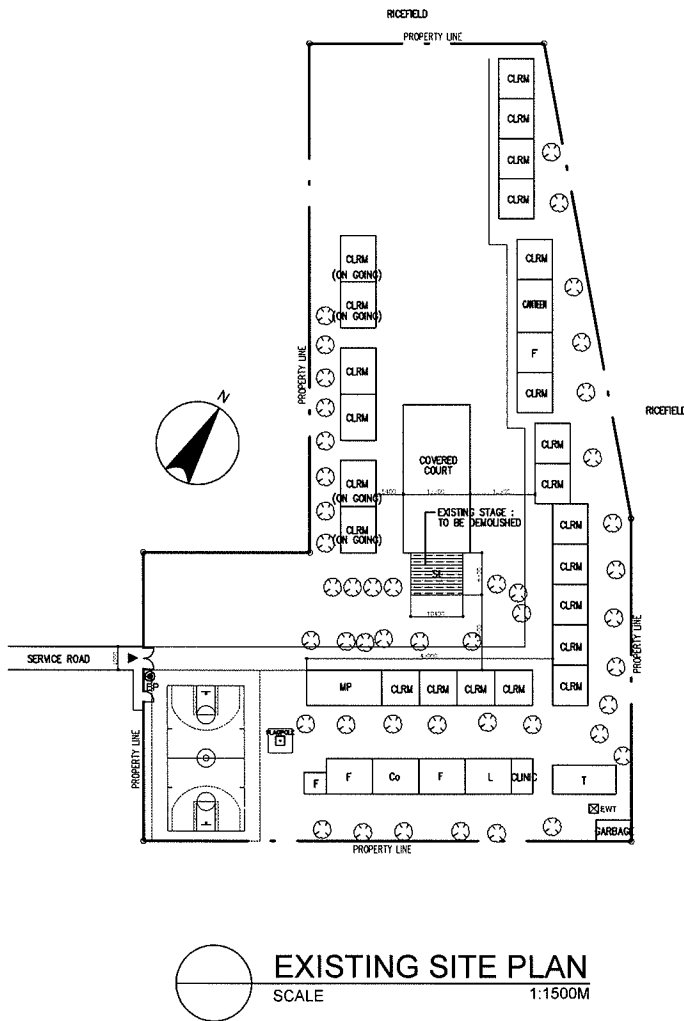 RICEFIELD
PROPERTY LINE
CLRM
CLRM
CLRM
CLRM
CLRM
(ON GOING)
CLRM
(ON GOING)
CLRM
CANTEEN
F
CLRM
PROPERTY LINE
CLRM
CLRM
N
RICEFIELD
COVERED
COURT
CLRM
CLRM
CLRM
(ON GOING)
CLRM
(ON GOING)
EXISTING STAGE :
TO BE DEMOLISHED
St
10400
CLRM
CLRM
CLRM
CLRM
CLRM
PROPERTY LINE
SERVICE ROAD
MP
CLRM
CLRM
CLRM
CLRM
FLAGPOLE
PROPERTY LINE
F
F
Co
F
L
CLINIC
T
EWT
GARBAGE
PROPERTY LINE
EXISTING SITE PLAN
SCALE
1:1500M